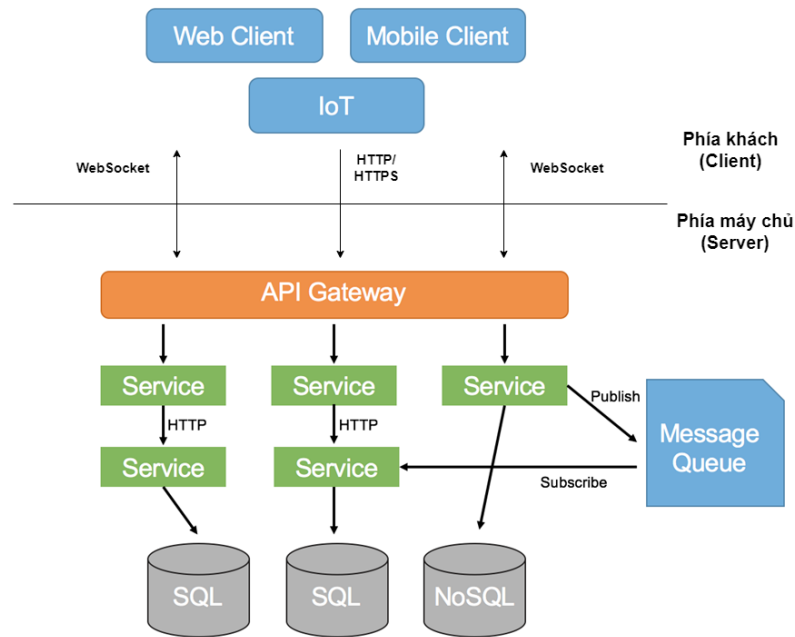 Web Client
Mobile Client
IoT
Phía khách
(Client)
WebSocket
HTTP/
HTTPS
WebSocket
Phía máy chủ
(Server)
API Gateway
Service
Service
Service
Publish
HTTP
HTTP
Message
Queue
Service
Service
Subscribe
SQL
SQL
NoSQL